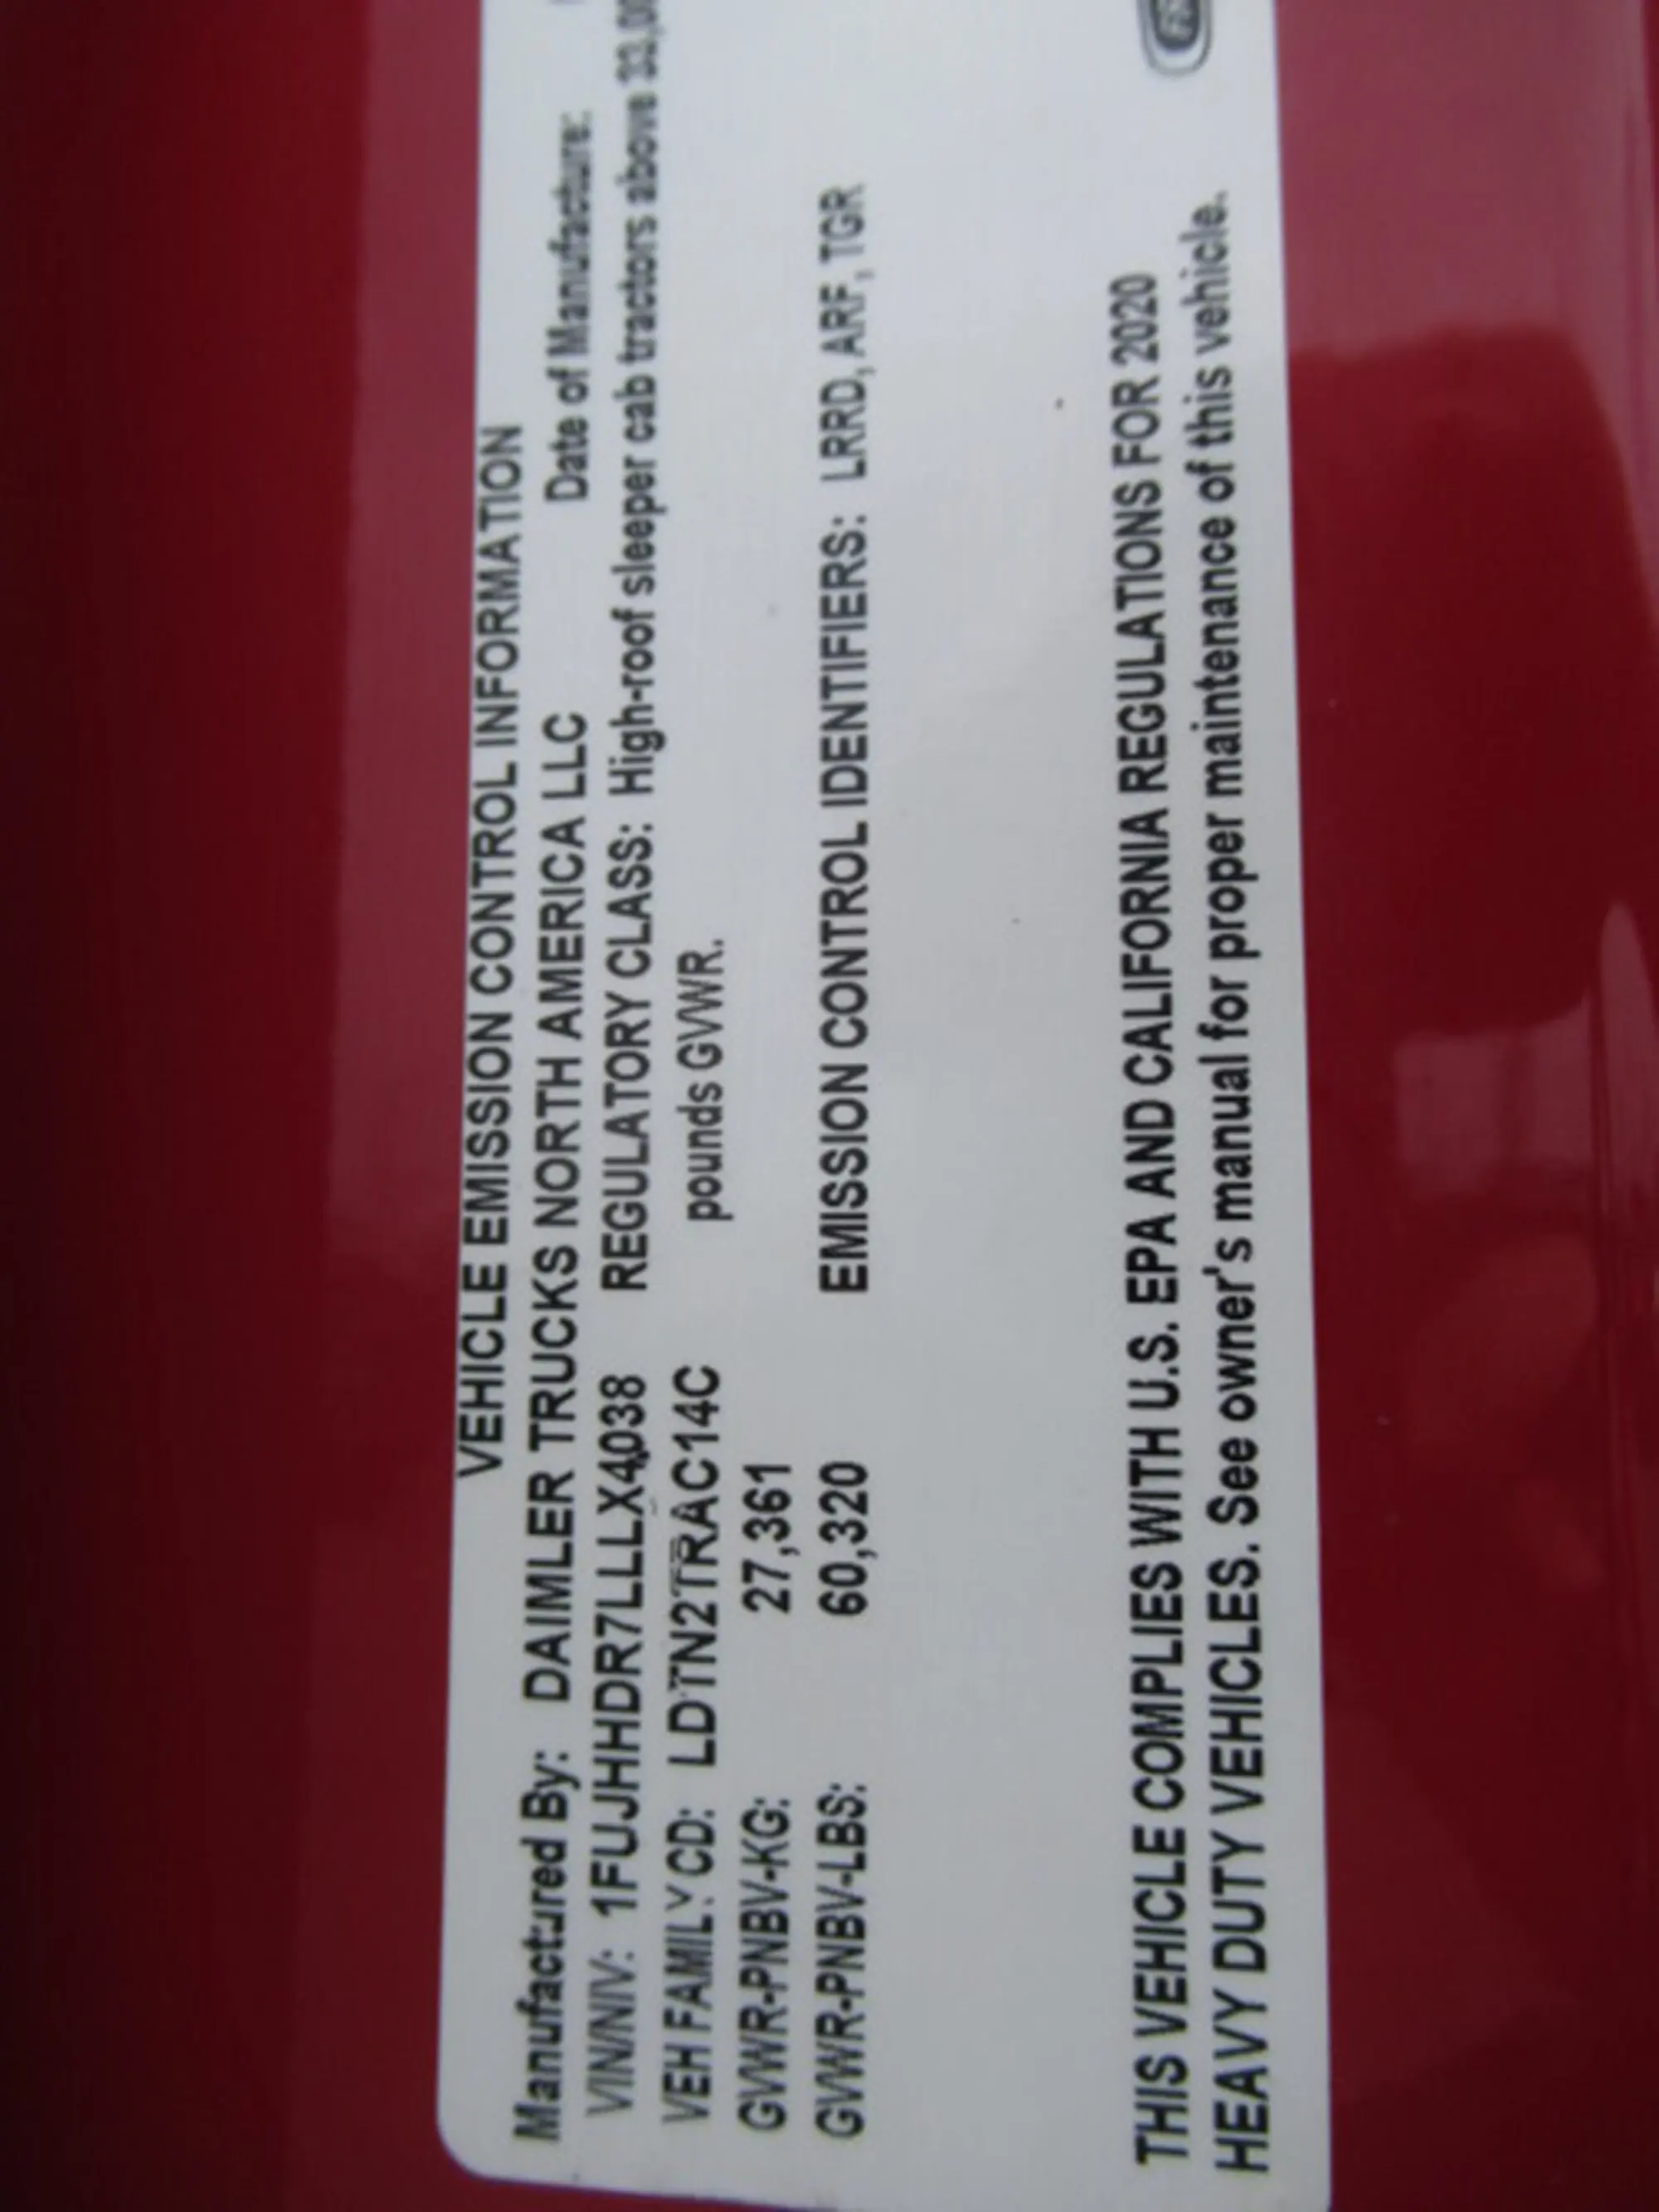 VEHICLE EMISSION CONTROL INFORMATION
Manufactured By: DAIMLER TRUCKS NORTH AMERICA LLC Date of Manufacture:
VIN/NIV: 1FUJHHDR7LLLX4038 REGULATORY CLASS: High-roof sleeper cab tractors above 33,00
VEH FAMILY CD: LDTN2TRAC14C pounds GVWR.
GVWR-PNBV-KG: 27,361
GVWR-PNBV-LBS: 60,320 EMISSION CONTROL IDENTIFIERS: LRRD, ARF, TGR
THIS VEHICLE COMPLIES WITH U.S. EPA AND CALIFORNIA REGULATIONS FOR 2020
HEAVY DUTY VEHICLES. See owner's manual for proper maintenance of this vehicle.